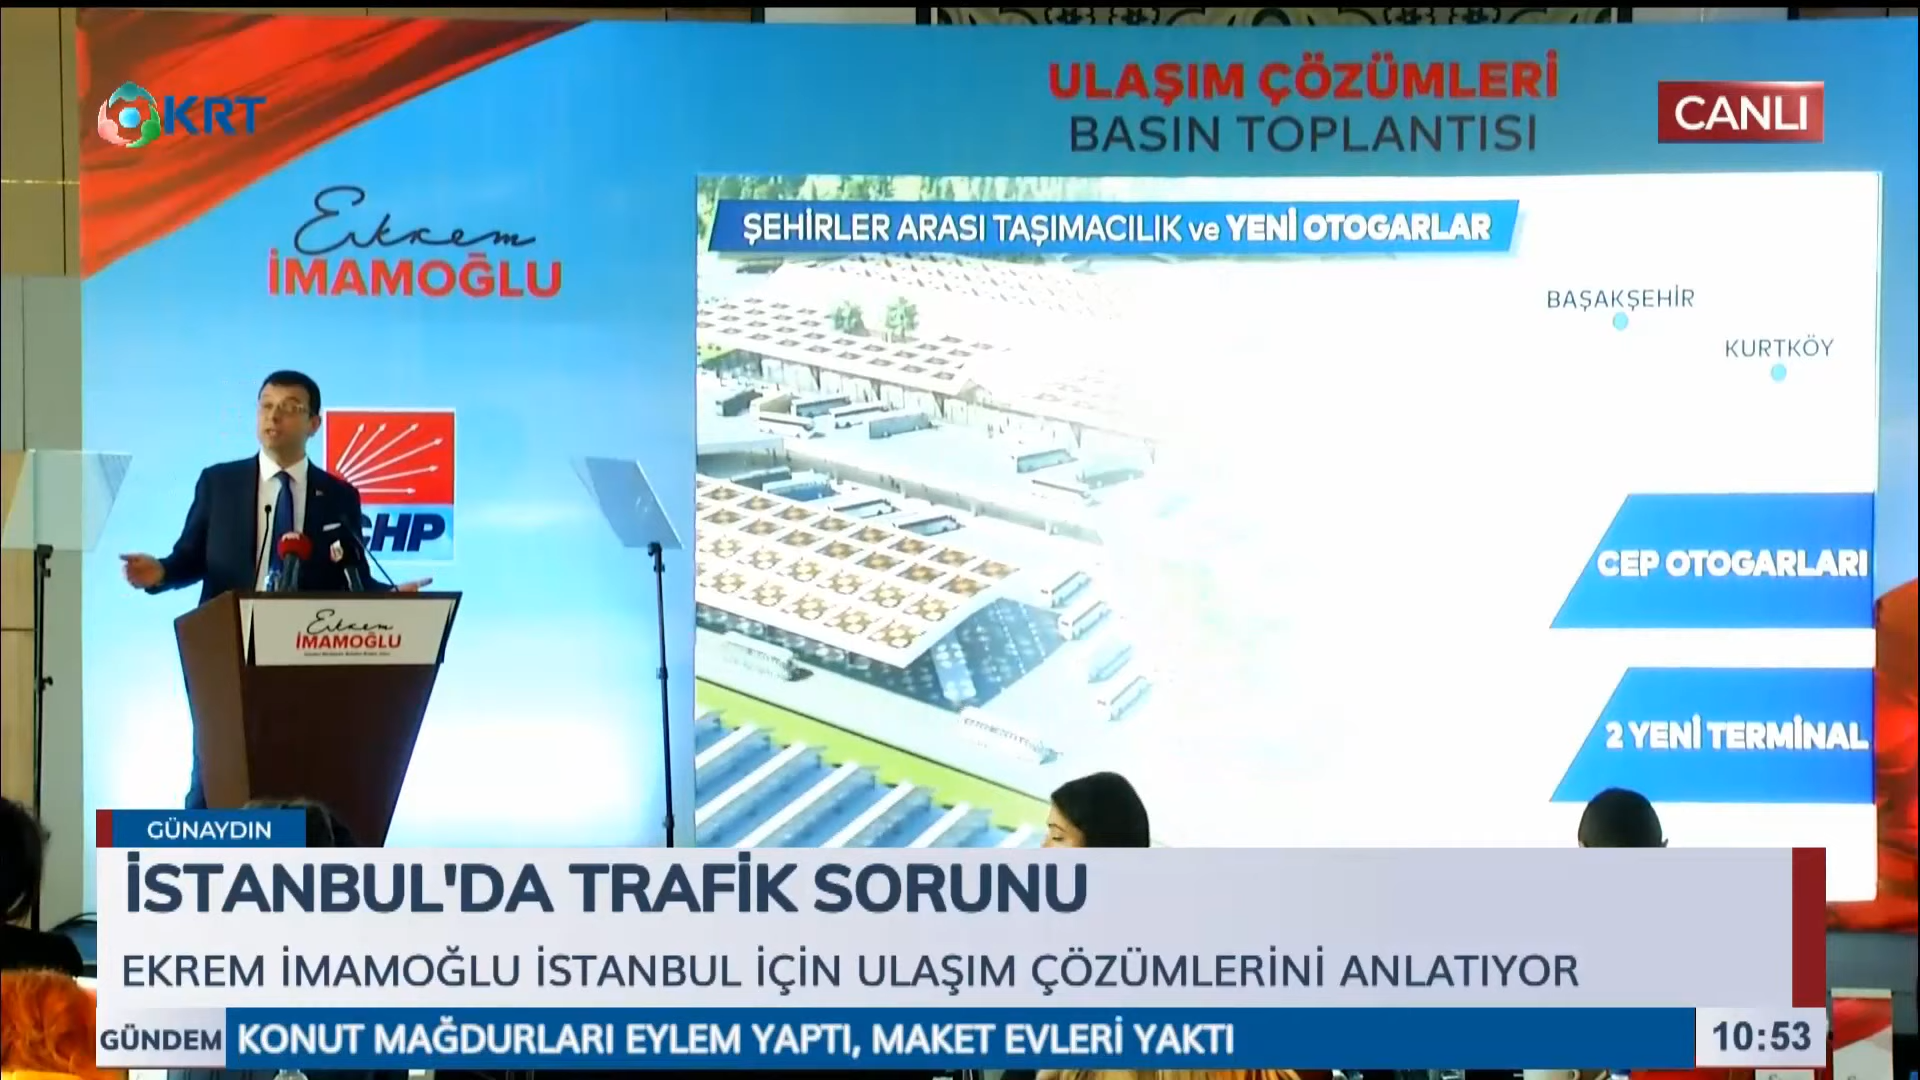 KRT
ULAŞIM ÇÖZÜMLERİ
BASIN TOPLANTISI
CANLI
Ekrem
İMAMOĞLU
ŞEHİRLER ARASI TAŞIMACILIK ve YENİ OTOGARLAR
BAŞAKŞEHİR
KURTKÖY
CHP
CEP OTOGARLARI
2 YENİ TERMİNAL
Ekrem
İMAMOĞLU
GÜNAYDIN
İSTANBUL'DA TRAFİK SORUNU
EKREM İMAMOĞLU İSTANBUL İÇİN ULAŞIM ÇÖZÜMLERİNİ ANLATIYOR
GÜNDEM
KONUT MAĞDURLARI EYLEM YAPTI, MAKET EVLERİ YAKTI
10:53